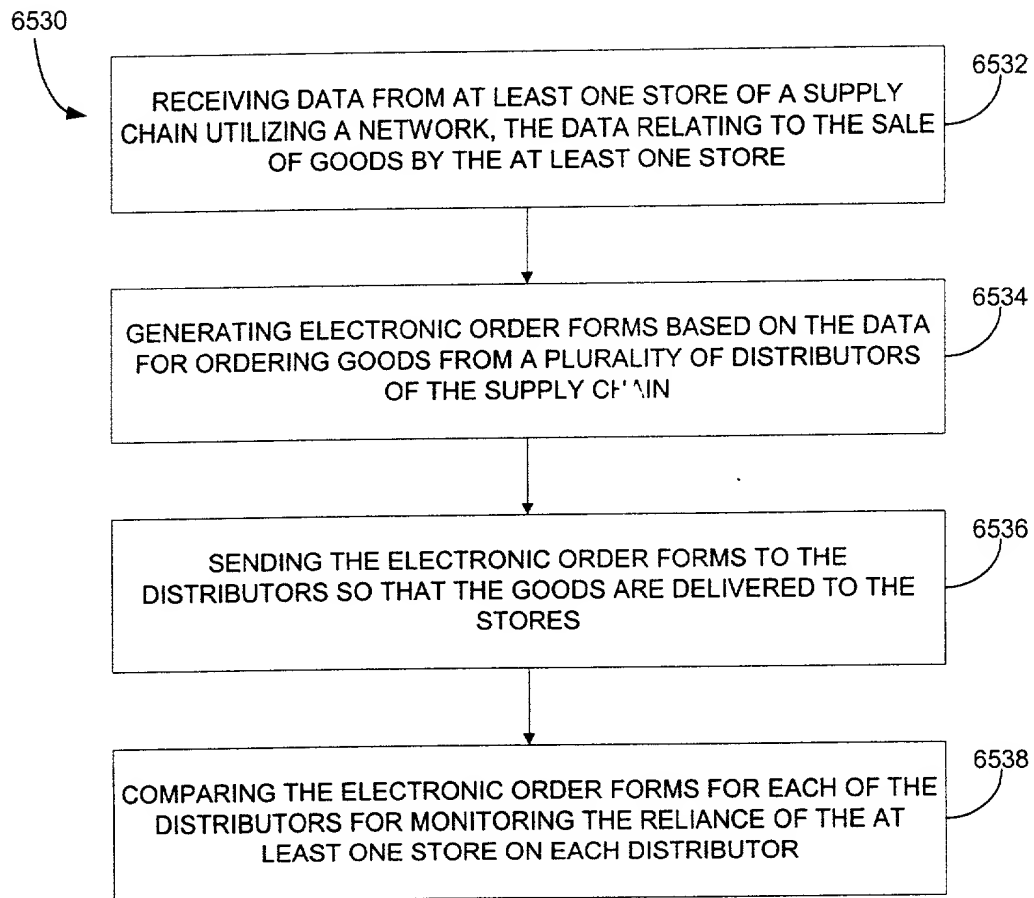 6530
6532
RECEIVING DATA FROM AT LEAST ONE STORE OF A SUPPLY
CHAIN UTILIZING A NETWORK, THE DATA RELATING TO THE SALE
OF GOODS BY THE AT LEAST ONE STORE
6534
GENERATING ELECTRONIC ORDER FORMS BASED ON THE DATA
FOR ORDERING GOODS FROM A PLURALITY OF DISTRIBUTORS
OF THE SUPPLY CHAIN
6536
SENDING THE ELECTRONIC ORDER FORMS TO THE
DISTRIBUTORS SO THAT THE GOODS ARE DELIVERED TO THE
STORES
6538
COMPARING THE ELECTRONIC ORDER FORMS FOR EACH OF THE
DISTRIBUTORS FOR MONITORING THE RELIANCE OF THE AT
LEAST ONE STORE ON EACH DISTRIBUTOR